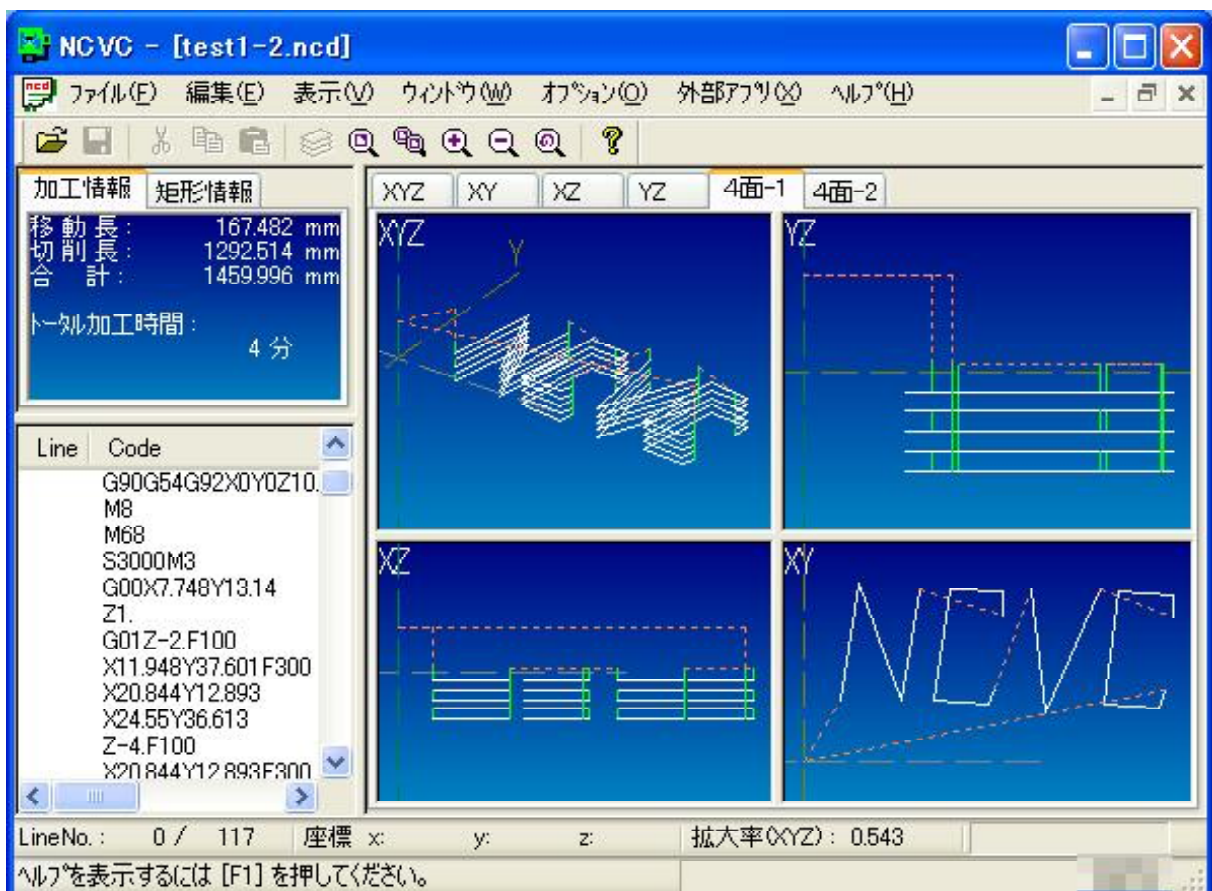 NCVC - [test1-2.ncd]
ncd ファイル(F) 編集(E) 表示(V) ウィンドウ(W) オプション(O) 外部アプリ(X) ヘルプ(H)
加工情報 矩形情報
移動長: 167.482 mm
切削長: 1292.514 mm
合計: 1459.996 mm
トータル加工時間:
4 分
Line Code
G90G54G92X0Y0Z10.
M8
M68
S3000M3
G00X7.748Y13.14
Z1.
G01Z-2.F100
X11.948Y37.601F300
X20.844Y12.893
X24.55Y36.613
Z-4.F100
X20.844Y12.893F300
XYZ XY XZ YZ 4面-1 4面-2
XYZ
Y
YZ
XZ
XY
LineNo.: 0 / 117 座標 x: y: z: 拡大率(XYZ): 0.543
ヘルプを表示するには [F1] を押してください。